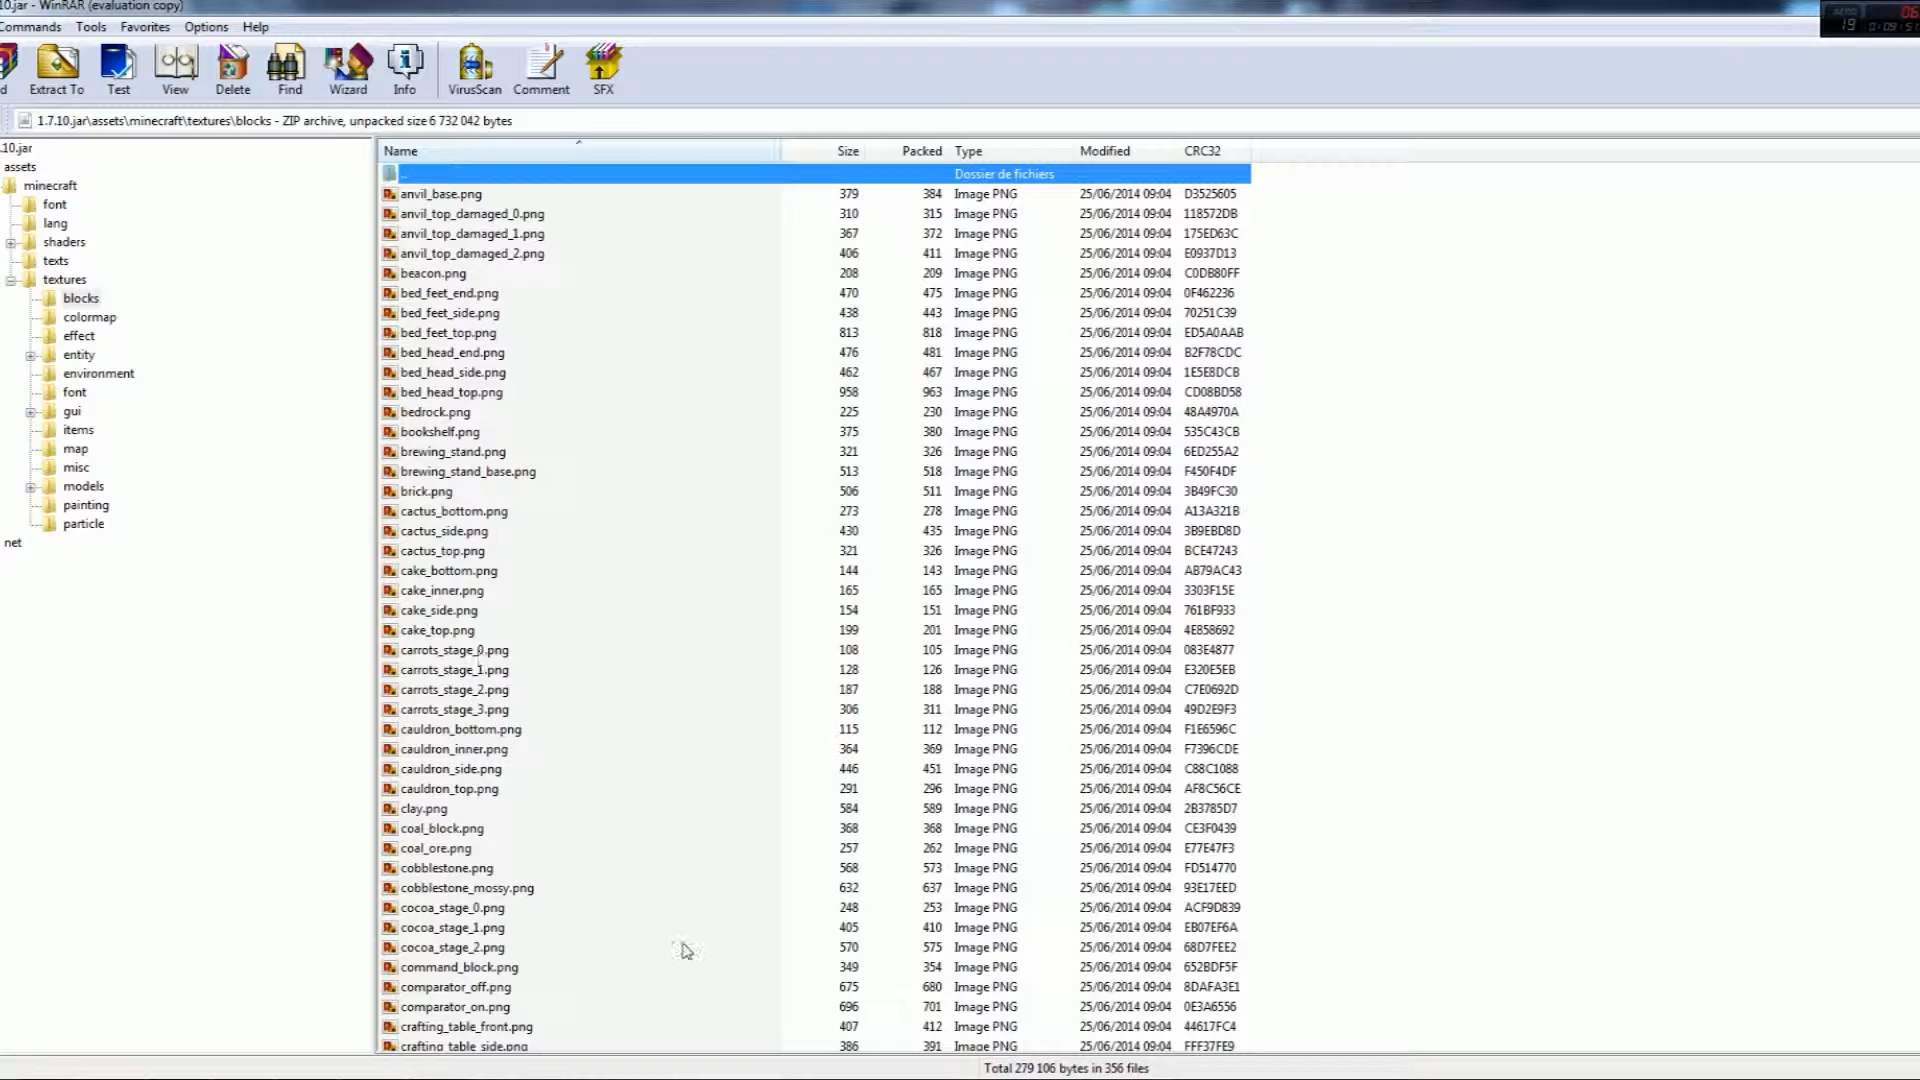 10.jar - WinRAR (evaluation copy)
Commands Tools Favorites Options Help
Extract To Test View Delete Find Wizard Info VirusScan Comment SFX
1.7.10.jar\assets\minecraft\textures\blocks - ZIP archive, unpacked size 6 732 042 bytes
.10.jar
assets
minecraft
font
lang
shaders
texts
textures
blocks
colormap
effect
entity
environment
font
gui
items
map
misc
models
painting
particle
net
Name Size Packed Type Modified CRC32
.. Dossier de fichiers
anvil_base.png 379 384 Image PNG 25/06/2014 09:04 D3525605
anvil_top_damaged_0.png 310 315 Image PNG 25/06/2014 09:04 118572DB
anvil_top_damaged_1.png 367 372 Image PNG 25/06/2014 09:04 175ED63C
anvil_top_damaged_2.png 406 411 Image PNG 25/06/2014 09:04 E0937D13
beacon.png 208 209 Image PNG 25/06/2014 09:04 C0DB80FF
bed_feet_end.png 470 475 Image PNG 25/06/2014 09:04 0F462236
bed_feet_side.png 438 443 Image PNG 25/06/2014 09:04 70251C39
bed_feet_top.png 813 818 Image PNG 25/06/2014 09:04 ED5A0AAB
bed_head_end.png 476 481 Image PNG 25/06/2014 09:04 B2F78CDC
bed_head_side.png 462 467 Image PNG 25/06/2014 09:04 1E5E8DCB
bed_head_top.png 958 963 Image PNG 25/06/2014 09:04 CD08BD58
bedrock.png 225 230 Image PNG 25/06/2014 09:04 48A4970A
bookshelf.png 375 380 Image PNG 25/06/2014 09:04 535C43CB
brewing_stand.png 321 326 Image PNG 25/06/2014 09:04 6ED255A2
brewing_stand_base.png 513 518 Image PNG 25/06/2014 09:04 F450F4DF
brick.png 506 511 Image PNG 25/06/2014 09:04 3B49FC30
cactus_bottom.png 273 278 Image PNG 25/06/2014 09:04 A13A321B
cactus_side.png 430 435 Image PNG 25/06/2014 09:04 3B9EBD8D
cactus_top.png 321 326 Image PNG 25/06/2014 09:04 BCE47243
cake_bottom.png 144 143 Image PNG 25/06/2014 09:04 AB79AC43
cake_inner.png 165 165 Image PNG 25/06/2014 09:04 3303F15E
cake_side.png 154 151 Image PNG 25/06/2014 09:04 761BF933
cake_top.png 199 201 Image PNG 25/06/2014 09:04 4E858692
carrots_stage_0.png 108 105 Image PNG 25/06/2014 09:04 083E4877
carrots_stage_1.png 128 126 Image PNG 25/06/2014 09:04 E320E5EB
carrots_stage_2.png 187 188 Image PNG 25/06/2014 09:04 C7E0692D
carrots_stage_3.png 306 311 Image PNG 25/06/2014 09:04 49D2E9F3
cauldron_bottom.png 115 112 Image PNG 25/06/2014 09:04 F1E6596C
cauldron_inner.png 364 369 Image PNG 25/06/2014 09:04 F7396CDE
cauldron_side.png 446 451 Image PNG 25/06/2014 09:04 C88C1088
cauldron_top.png 291 296 Image PNG 25/06/2014 09:04 AF8C56CE
clay.png 584 589 Image PNG 25/06/2014 09:04 2B3785D7
coal_block.png 368 368 Image PNG 25/06/2014 09:04 CE3F0439
coal_ore.png 257 262 Image PNG 25/06/2014 09:04 E77E47F3
cobblestone.png 568 573 Image PNG 25/06/2014 09:04 FD514770
cobblestone_mossy.png 632 637 Image PNG 25/06/2014 09:04 93E17EED
cocoa_stage_0.png 248 253 Image PNG 25/06/2014 09:04 ACF9D839
cocoa_stage_1.png 405 410 Image PNG 25/06/2014 09:04 EB07EF6A
cocoa_stage_2.png 570 575 Image PNG 25/06/2014 09:04 68D7FEE2
command_block.png 349 354 Image PNG 25/06/2014 09:04 652BDF5F
comparator_off.png 675 680 Image PNG 25/06/2014 09:04 8DAFA3E1
comparator_on.png 696 701 Image PNG 25/06/2014 09:04 0E3A6556
crafting_table_front.png 407 412 Image PNG 25/06/2014 09:04 44617FC4
crafting_table_side.png 386 391 Image PNG 25/06/2014 09:04 FFF37FE9
Total 279 106 bytes in 356 files